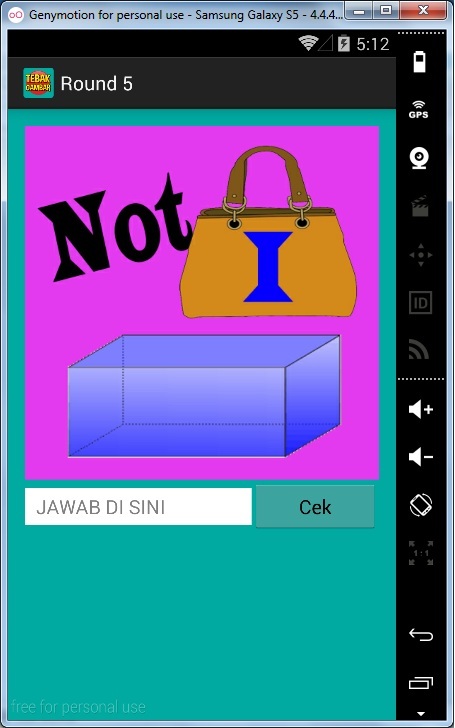 Genymotion for personal use - Samsung Galaxy S5 - 4.4.4...
5:12
TEBAK
GAMBAR
Round 5
GPS
Not
I
ID
JAWAB DI SINI
Cek
1:1
free for personal use